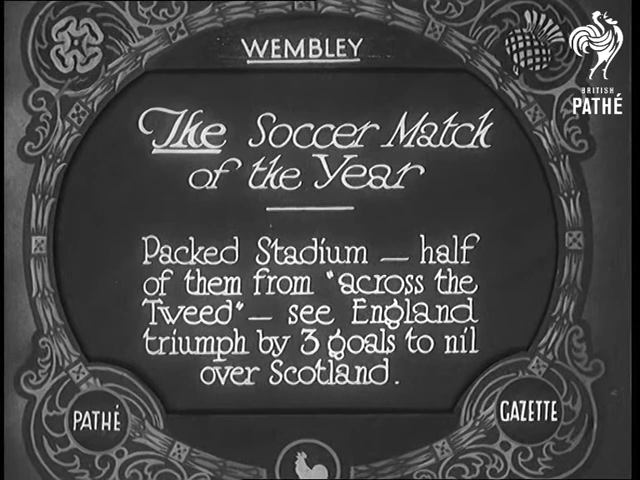 WEMBLEY
The Soccer Match
of the Year
Packed Stadium — half
of them from "across the
Tweed" — see England
triumph by 3 goals to nil
over Scotland.
PATHÉ
GAZETTE
BRITISH
PATHÉ